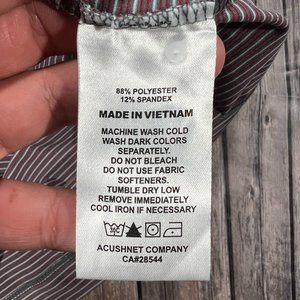 88% POLYESTER
12% SPANDEX
MADE IN VIETNAM
MACHINE WASH COLD
WASH DARK COLORS
SEPARATELY.
DO NOT BLEACH
DO NOT USE FABRIC
SOFTENERS.
TUMBLE DRY LOW
REMOVE IMMEDIATELY
COOL IRON IF NECESSARY
ACUSHNET COMPANY
CA#28544